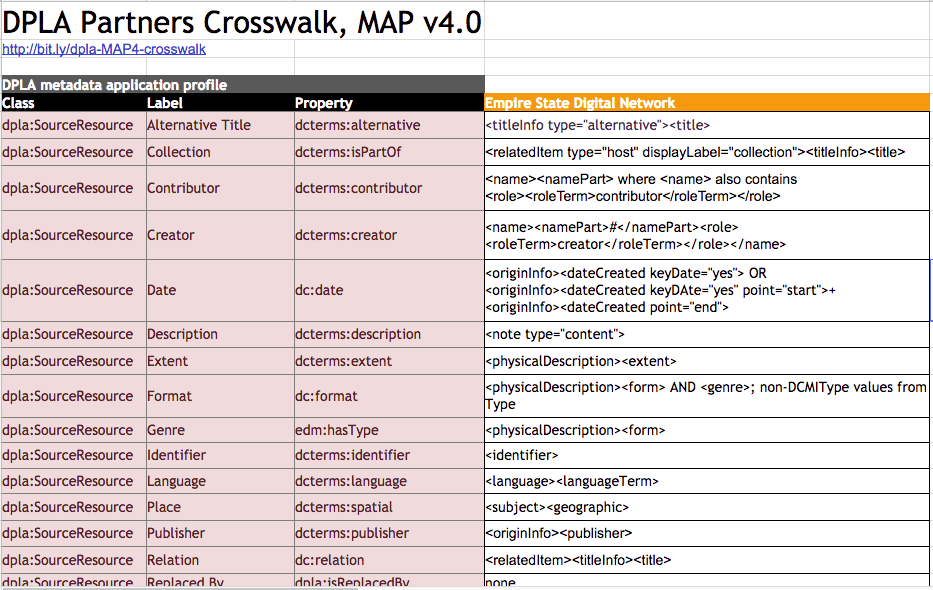 DPLA Partners Crosswalk, MAP v4.0
http://bit.ly/dpla-MAP4-crosswalk
DPLA metadata application profile
Class Label Property Empire State Digital Network
dpla:SourceResource Alternative Title dcterms:alternative <titleInfo type="alternative"><title>
dpla:SourceResource Collection dcterms:isPartOf <relatedItem type="host" displayLabel="collection"><titleInfo><title>
dpla:SourceResource Contributor dcterms:contributor <name><namePart> where <name> also contains
<role><roleTerm>contributor</roleTerm></role>
dpla:SourceResource Creator dcterms:creator <name><namePart>#</namePart><role>
<roleTerm>creator</roleTerm></role></name>
dpla:SourceResource Date dc:date <originInfo><dateCreated keyDate="yes"> OR
<originInfo><dateCreated keyDAte="yes" point="start">+
<originInfo><dateCreated point="end">
dpla:SourceResource Description dcterms:description <note type="content">
dpla:SourceResource Extent dcterms:extent <physicalDescription><extent>
dpla:SourceResource Format dc:format <physicalDescription><form> AND <genre>; non-DCMIType values from
Type
dpla:SourceResource Genre edm:hasType <physicalDescription><form>
dpla:SourceResource Identifier dcterms:identifier <identifier>
dpla:SourceResource Language dcterms:language <language><languageTerm>
dpla:SourceResource Place dcterms:spatial <subject><geographic>
dpla:SourceResource Publisher dcterms:publisher <originInfo><publisher>
dpla:SourceResource Relation dc:relation <relatedItem><titleInfo><title>
dpla:SourceResource Replaced By dpla:isReplacedBy none